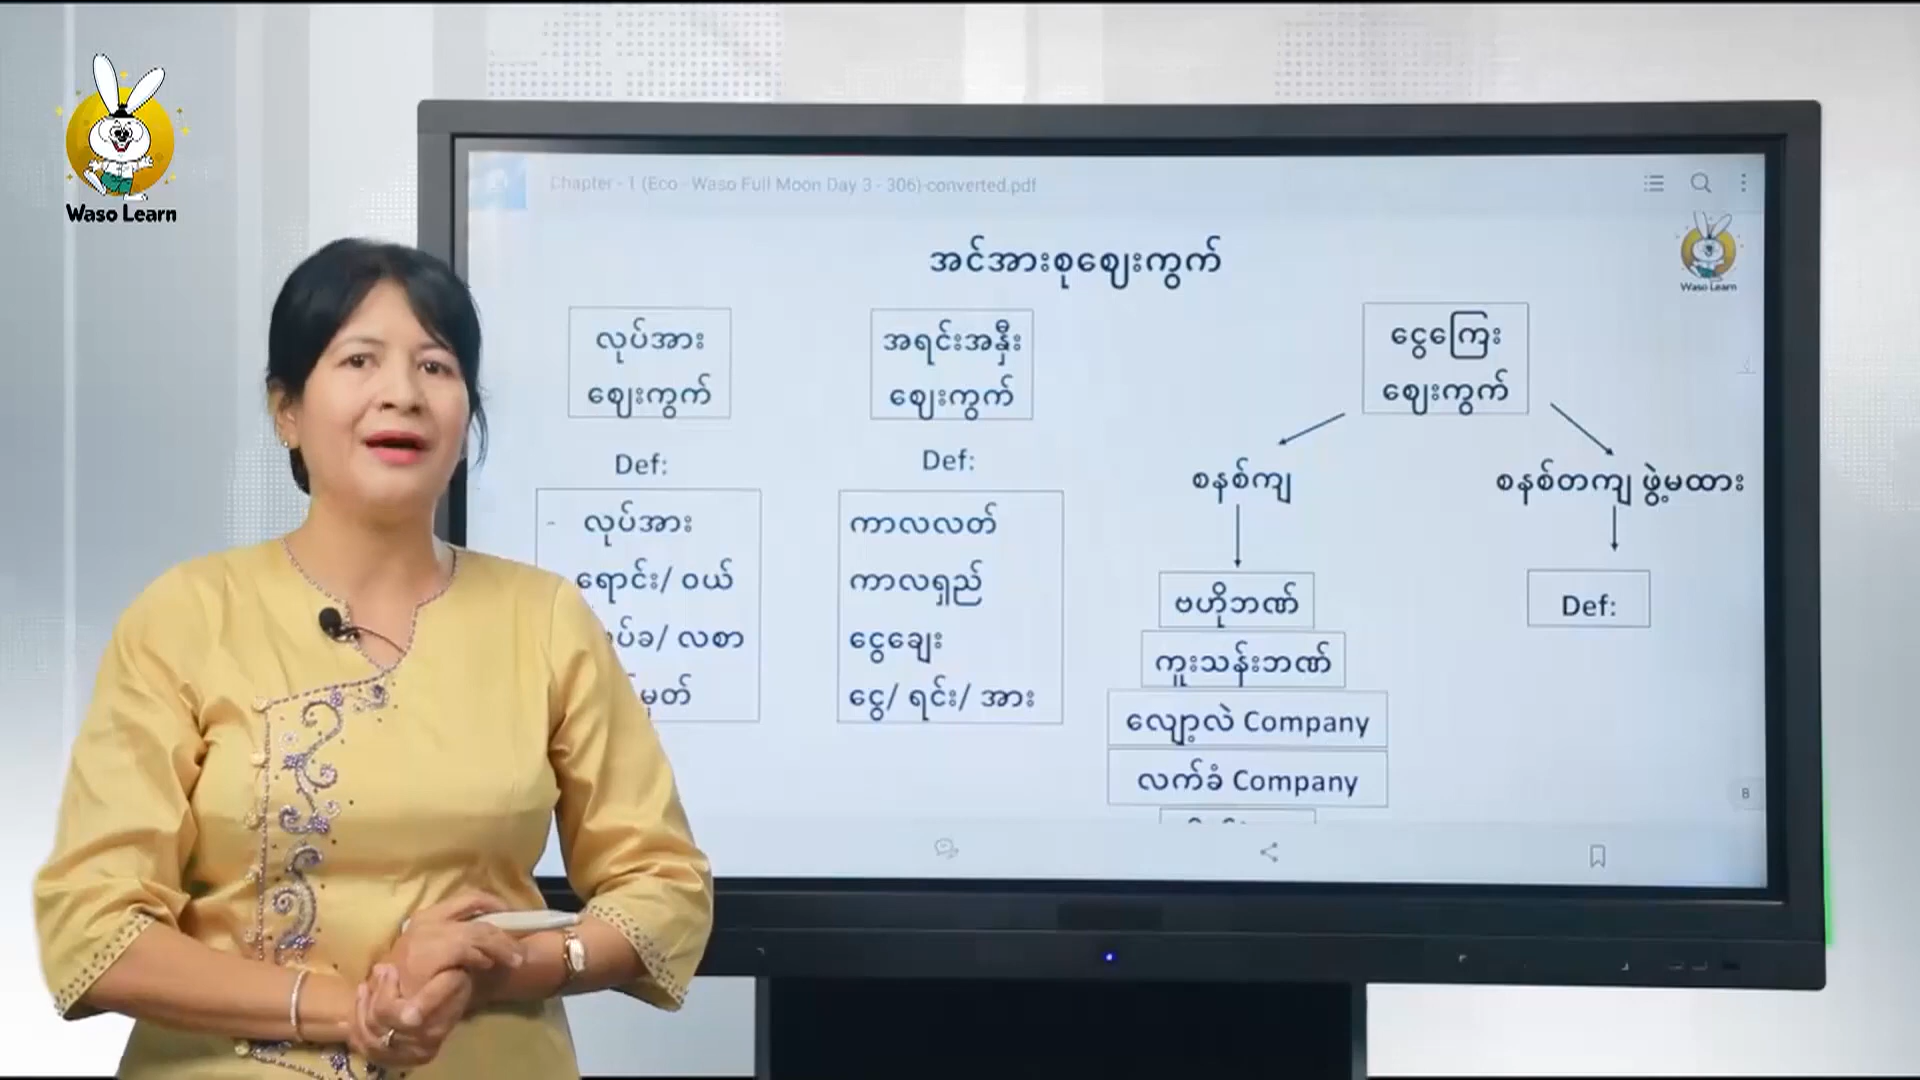 Waso Learn
Chapter - 1 (Eco - Waso Full Moon Day 3 - 306)-converted.pdf
Waso Learn
အင်အားစုဈေးကွက်
လုပ်အား
ဈေးကွက်
Def:
- လုပ်အား
ရောင်း/ ဝယ်
ပ်ခ/ လစာ
မှတ်
အရင်းအနှီး
ဈေးကွက်
Def:
ကာလလတ်
ကာလရှည်
ငွေချေး
ငွေ/ ရင်း/ အား
ငွေကြေး
ဈေးကွက်
စနစ်ကျ
ဗဟိုဘဏ်
ကူးသန်းဘဏ်
လျော့လဲ Company
လက်ခံ Company
စနစ်တကျ ဖွဲ့မထား
Def:
8